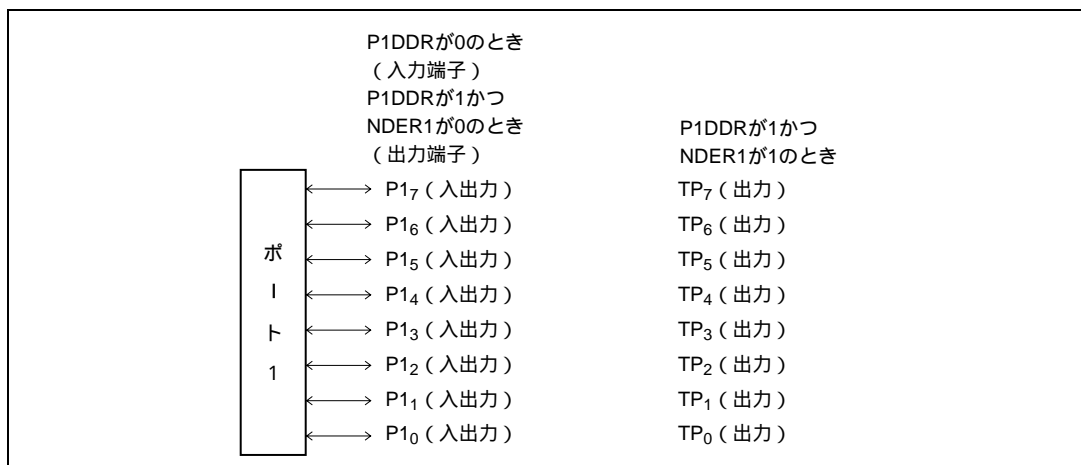 P1DDRが0のとき
（入力端子）
P1DDRが1かつ
NDER1が0のとき
（出力端子）
P1DDRが1かつ
NDER1が1のとき
ポート1
P1₇（入出力） TP₇（出力）
P1₆（入出力） TP₆（出力）
P1₅（入出力） TP₅（出力）
P1₄（入出力） TP₄（出力）
P1₃（入出力） TP₃（出力）
P1₂（入出力） TP₂（出力）
P1₁（入出力） TP₁（出力）
P1₀（入出力） TP₀（出力）